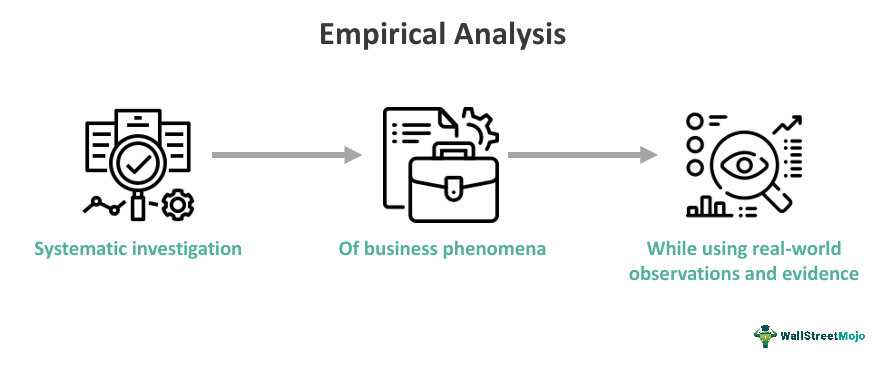 Empirical Analysis
Systematic investigation
Of business phenomena
While using real-world
observations and evidence
WallStreetMojo